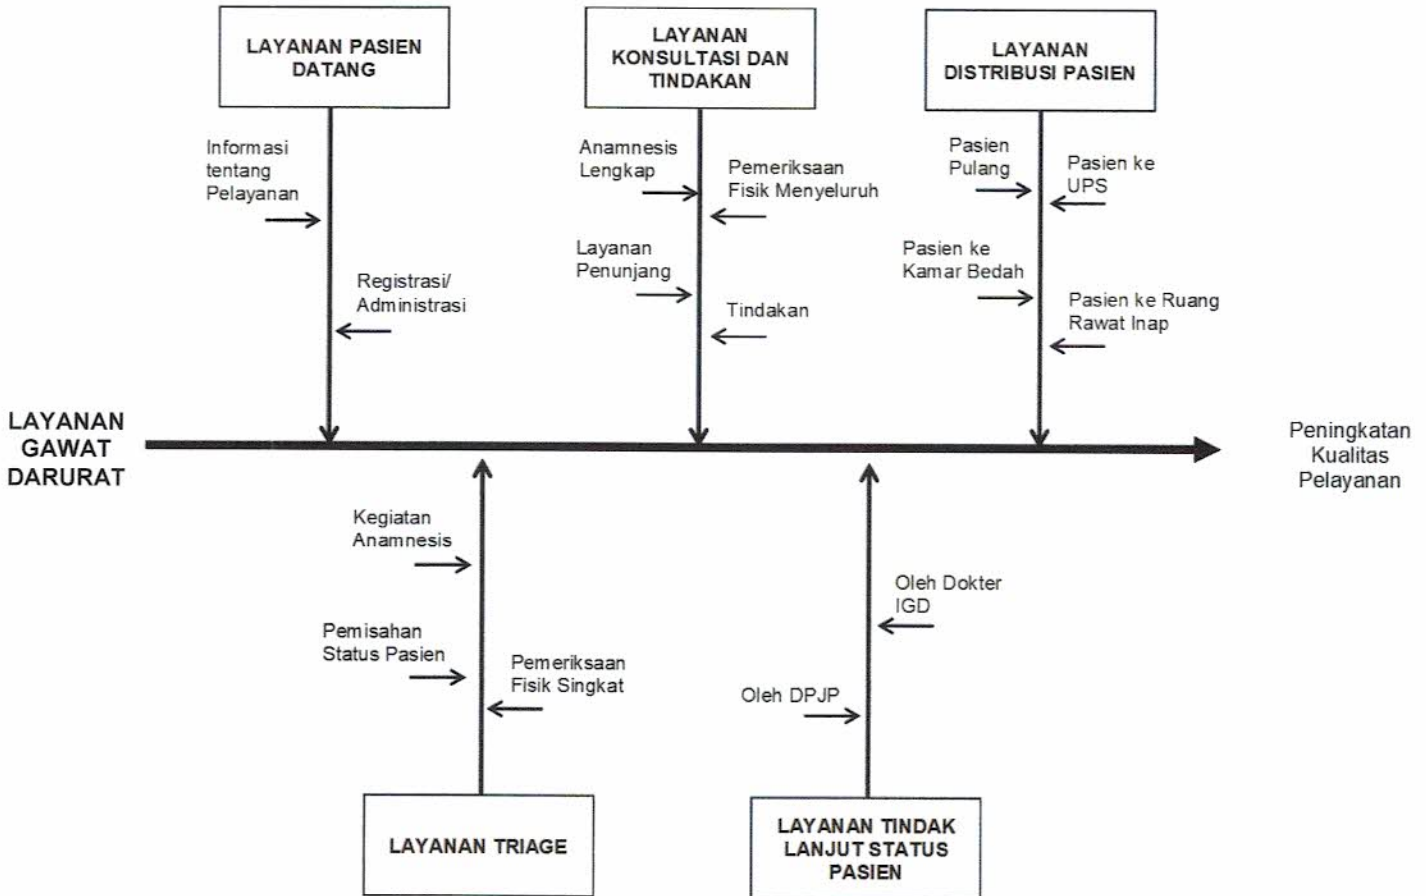 LAYANAN PASIEN
DATANG
LAYANAN
KONSULTASI DAN
TINDAKAN
LAYANAN
DISTRIBUSI PASIEN
Informasi
tentang
Pelayanan
Registrasi/
Administrasi
Anamnesis
Lengkap
Pemeriksaan
Fisik Menyeluruh
Layanan
Penunjang
Tindakan
Pasien
Pulang
Pasien ke
UPS
Pasien ke
Kamar Bedah
Pasien ke Ruang
Rawat Inap
LAYANAN
GAWAT
DARURAT
Peningkatan
Kualitas
Pelayanan
Kegiatan
Anamnesis
Pemisahan
Status Pasien
Pemeriksaan
Fisik Singkat
Oleh Dokter
IGD
Oleh DPJP
LAYANAN TRIAGE
LAYANAN TINDAK
LANJUT STATUS
PASIEN